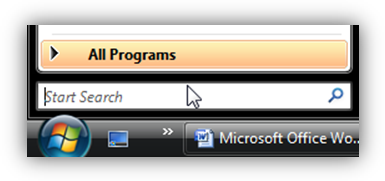 All Programs
Start Search
Microsoft Office Wo...